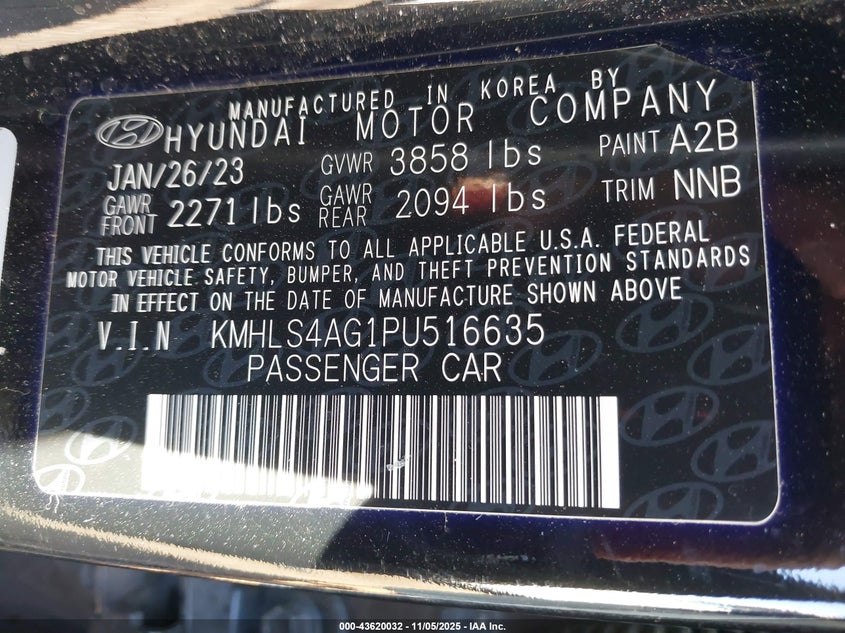 MANUFACTURED IN KOREA BY
HYUNDAI MOTOR COMPANY
JAN/26/23 GVWR 3858 lbs PAINT A2B
GAWR FRONT 2271 lbs GAWR REAR 2094 lbs TRIM NNB
THIS VEHICLE CONFORMS TO ALL APPLICABLE U.S.A. FEDERAL
MOTOR VEHICLE SAFETY, BUMPER, AND THEFT PREVENTION STANDARDS
IN EFFECT ON THE DATE OF MANUFACTURE SHOWN ABOVE
V.I.N KMHLS4AG1PU516635
PASSENGER CAR
000-43620032 - 11/05/2025 - IAA Inc.